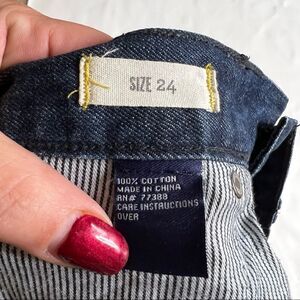 SIZE 24
100% COTTON
MADE IN CHINA
RN# 77388
CARE INSTRUCTIONS
OVER